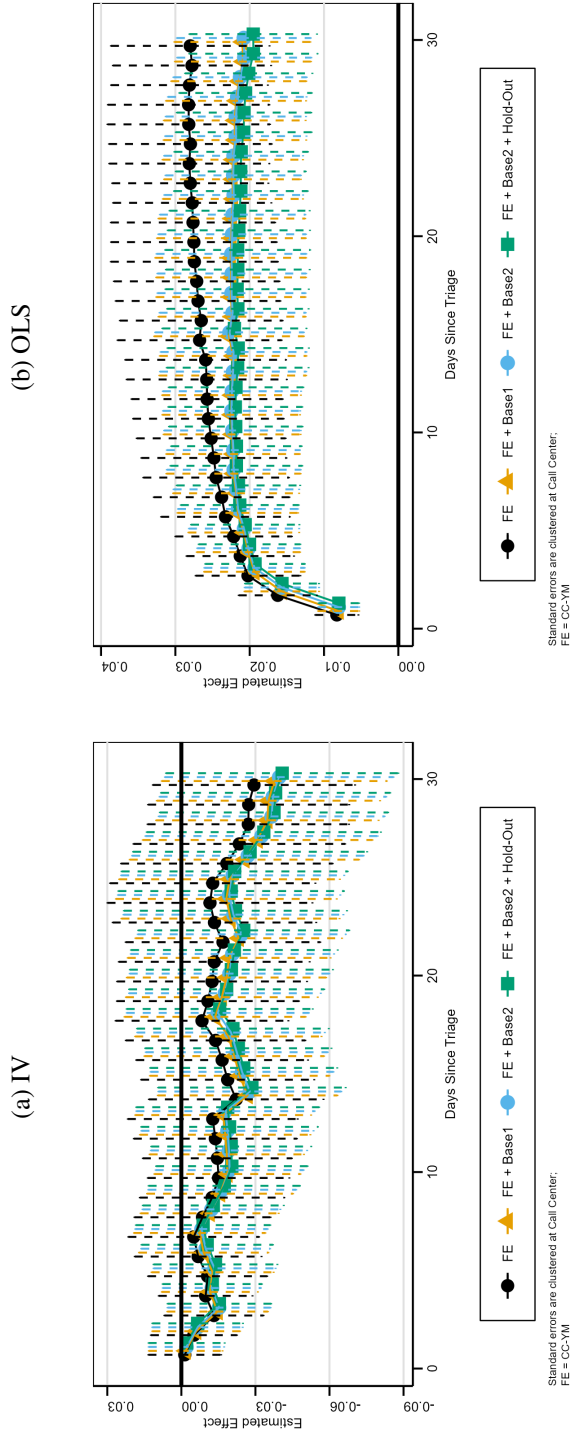 (a) IV
Estimated Effect
0.03
0.00
-0.03
-0.06
-0.09
0
10
20
30
Days Since Triage
FE
FE + Base1
FE + Base2
FE + Base2 + Hold-Out
Standard errors are clustered at Call Center;
FE = CC-YM
(b) OLS
Estimated Effect
0.04
0.03
0.02
0.01
0.00
0
10
20
30
Days Since Triage
FE
FE + Base1
FE + Base2
FE + Base2 + Hold-Out
Standard errors are clustered at Call Center;
FE = CC-YM